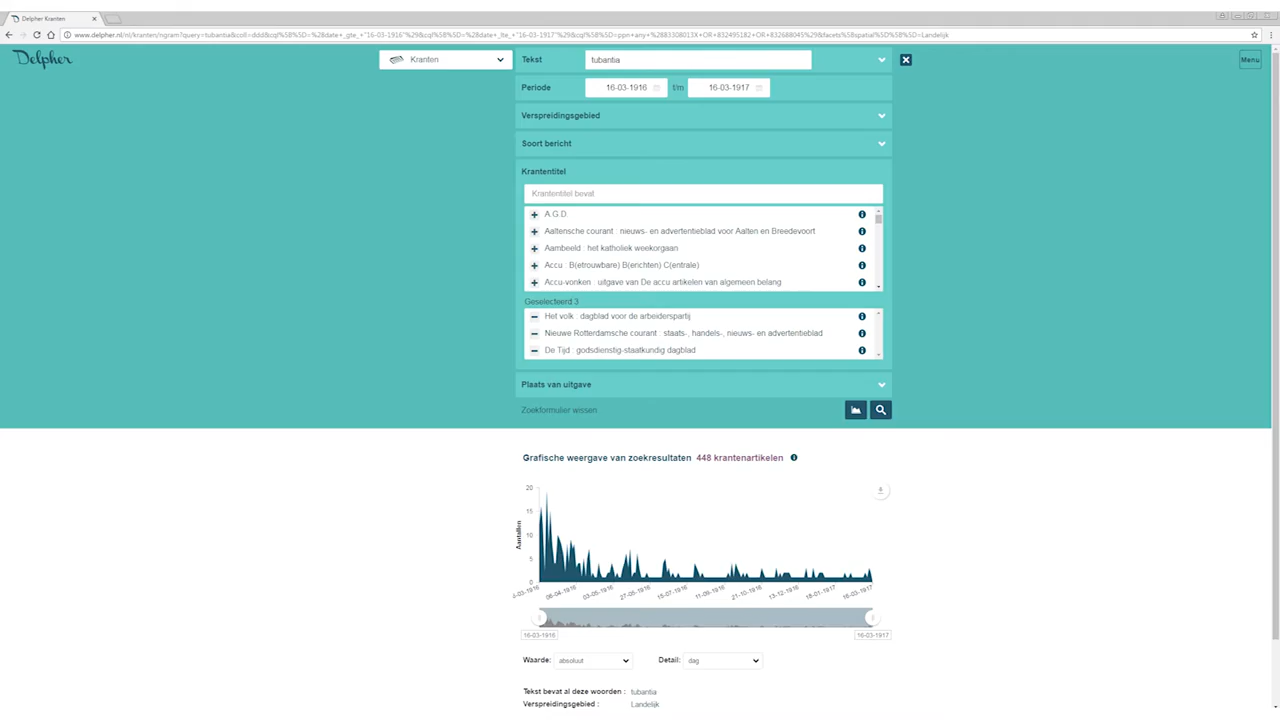 Delpher Kranten
www.delpher.nl/nl/kranten/ngram?query=tubantia&coll=ddd&cql%5B%5D=%28date+_gte_+"16-03-1916"%29&cql%5B%5D=%28date+_lte_+"16-03-1917"%29&cql%5B%5D=ppn+any+%28833080​13X+OR+832495182+OR+832688045%29&facets%5Bspatial%5D%5B%5D=Landelijk
Delpher
Kranten
Tekst
tubantia
Menu
Periode
16-03-1916
t/m
16-03-1917
Verspreidingsgebied
Soort bericht
Krantentitel
Krantentitel bevat
A.G.D.
Aaltensche courant : nieuws- en advertentieblad voor Aalten en Breedevoort
Aambeeld : het katholiek weekorgaan
Accu : B(etrouwbare) B(erichten) C(entrale)
Accu-vonken : uitgave van De accu artikelen van algemeen belang
Geselecteerd 3
Het volk : dagblad voor de arbeiderspartij
Nieuwe Rotterdamsche courant : staats-, handels-, nieuws- en advertentieblad
De Tijd : godsdienstig-staatkundig dagblad
Plaats van uitgave
Zoekformulier wissen
Grafische weergave van zoekresultaten 448 krantenartikelen
20
15
10
5
0
Aantallen
06-04-1916
03-05-1916
27-05-1916
15-07-1916
11-09-1916
21-10-1916
13-12-1916
18-01-1917
16-03-1917
16-03-1916
16-03-1917
Waarde:
absoluut
Detail:
dag
Tekst bevat al deze woorden : tubantia
Verspreidingsgebied : Landelijk